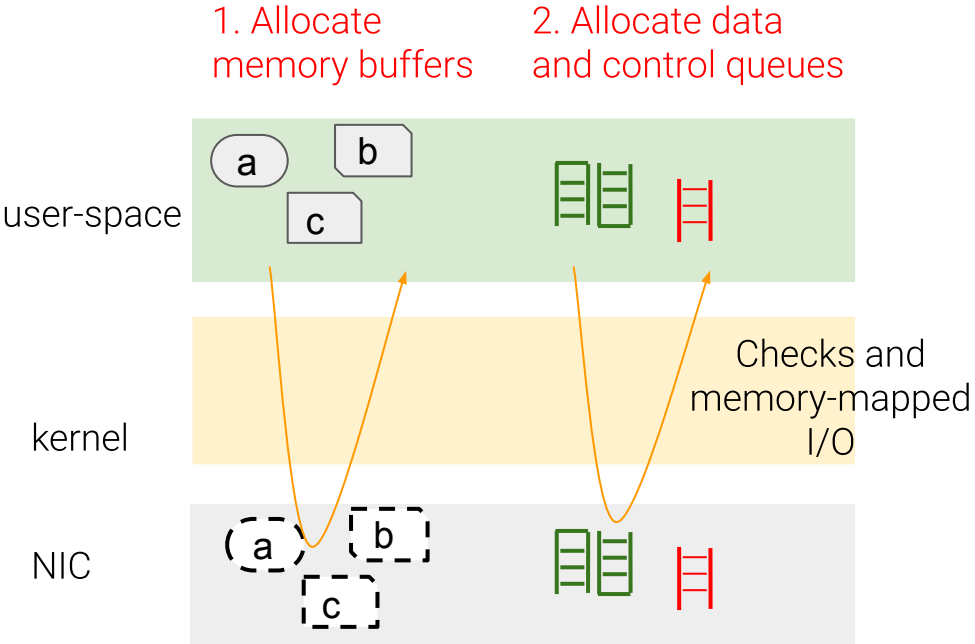 1. Allocate
memory buffers
2. Allocate data
and control queues
user-space
a
b
c
Checks and
memory-mapped
I/O
kernel
NIC
a
b
c